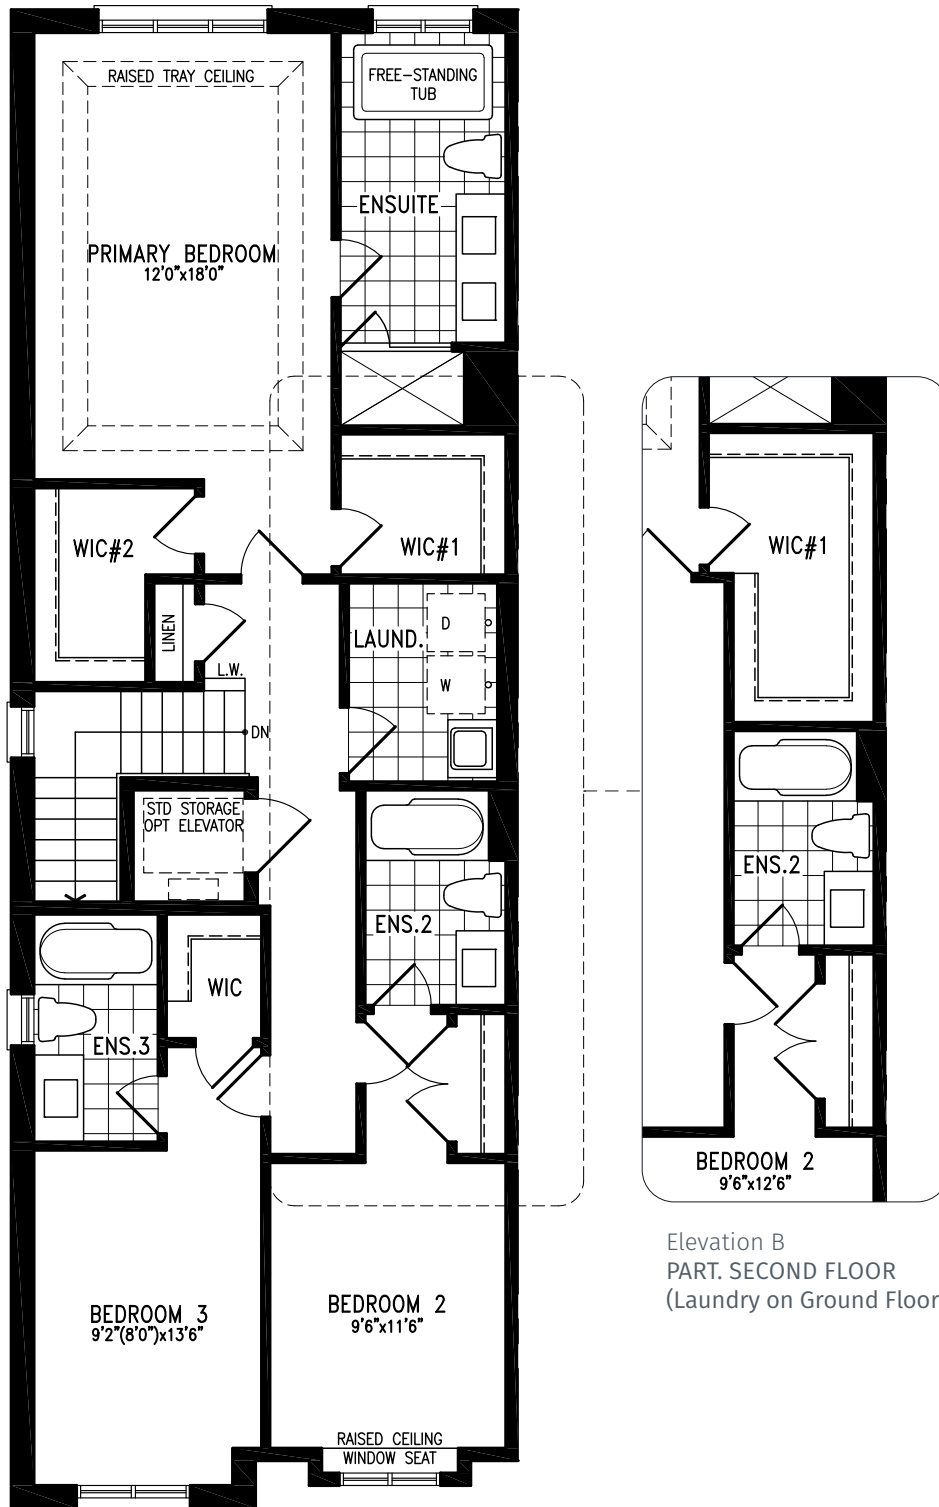 RAISED TRAY CEILING
FREE-STANDING
TUB
ENSUITE
PRIMARY BEDROOM
12'0"x18'0"
WIC#2
WIC#1
LINEN
LAUND.
D
W
L.W.
DN
STD STORAGE
OPT ELEVATOR
ENS.2
WIC
ENS.3
BEDROOM 3
9'2"(8'0")x13'6"
BEDROOM 2
9'6"x11'6"
RAISED CEILING
WINDOW SEAT
WIC#1
ENS.2
BEDROOM 2
9'6"x12'6"
Elevation B
PART. SECOND FLOOR
(Laundry on Ground Floor